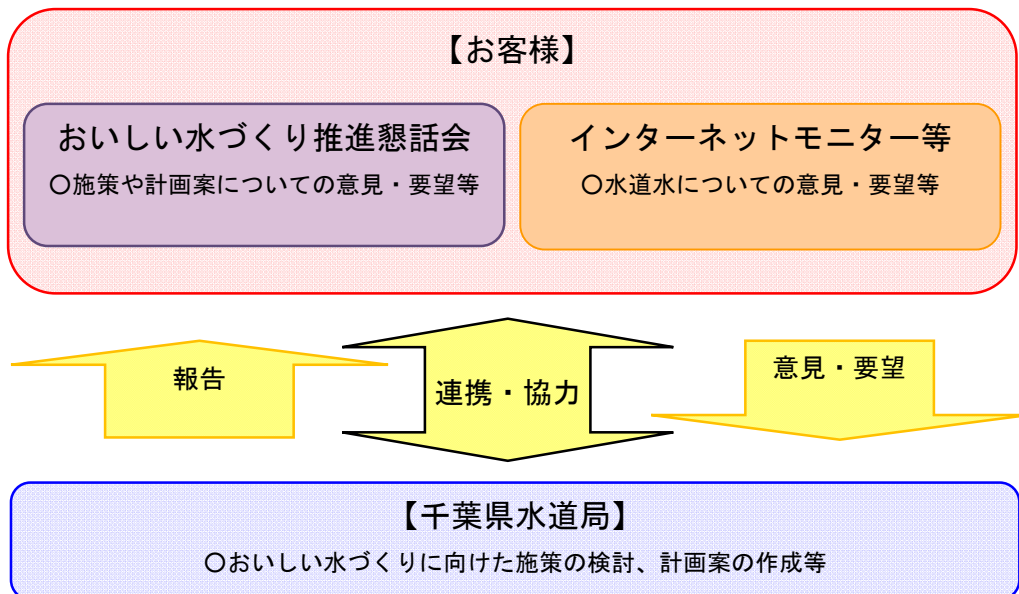 【お客様】
おいしい水づくり推進懇話会
○施策や計画案についての意見・要望等
インターネットモニター等
○水道水についての意見・要望等
報告
連携・協力
意見・要望
【千葉県水道局】
○おいしい水づくりに向けた施策の検討、計画案の作成等